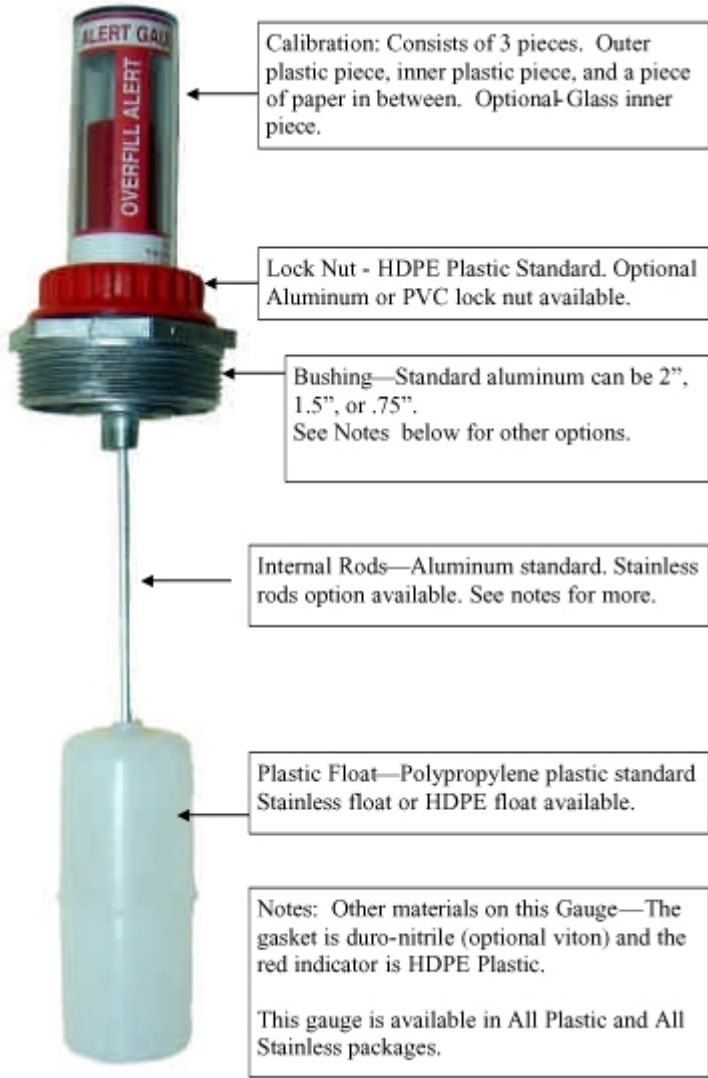 ALERT GAU
OVERFILL ALERT
Calibration: Consists of 3 pieces.  Outer
plastic piece, inner plastic piece, and a piece
of paper in between.  Optional-Glass inner
piece.
Lock Nut - HDPE Plastic Standard. Optional
Aluminum or PVC lock nut available.
Bushing—Standard aluminum can be 2”,
1.5”, or .75”.
See Notes  below for other options.
Internal Rods—Aluminum standard. Stainless
rods option available. See notes for more.
Plastic Float—Polypropylene plastic standard
Stainless float or HDPE float available.
Notes:  Other materials on this Gauge—The
gasket is duro-nitrile (optional viton) and the
red indicator is HDPE Plastic.
This gauge is available in All Plastic and All
Stainless packages.